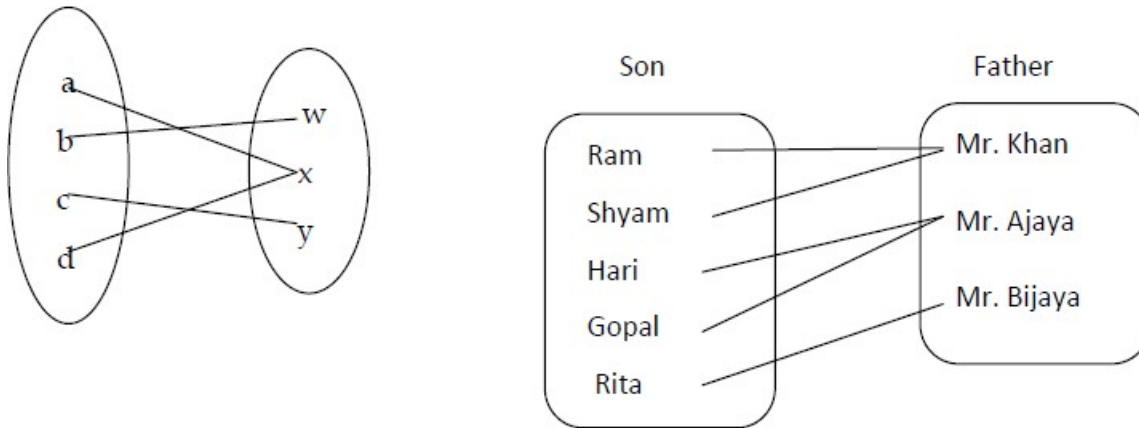 a
b
c
d
w
x
y
Son
Father
Ram
Shyam
Hari
Gopal
Rita
Mr. Khan
Mr. Ajaya
Mr. Bijaya